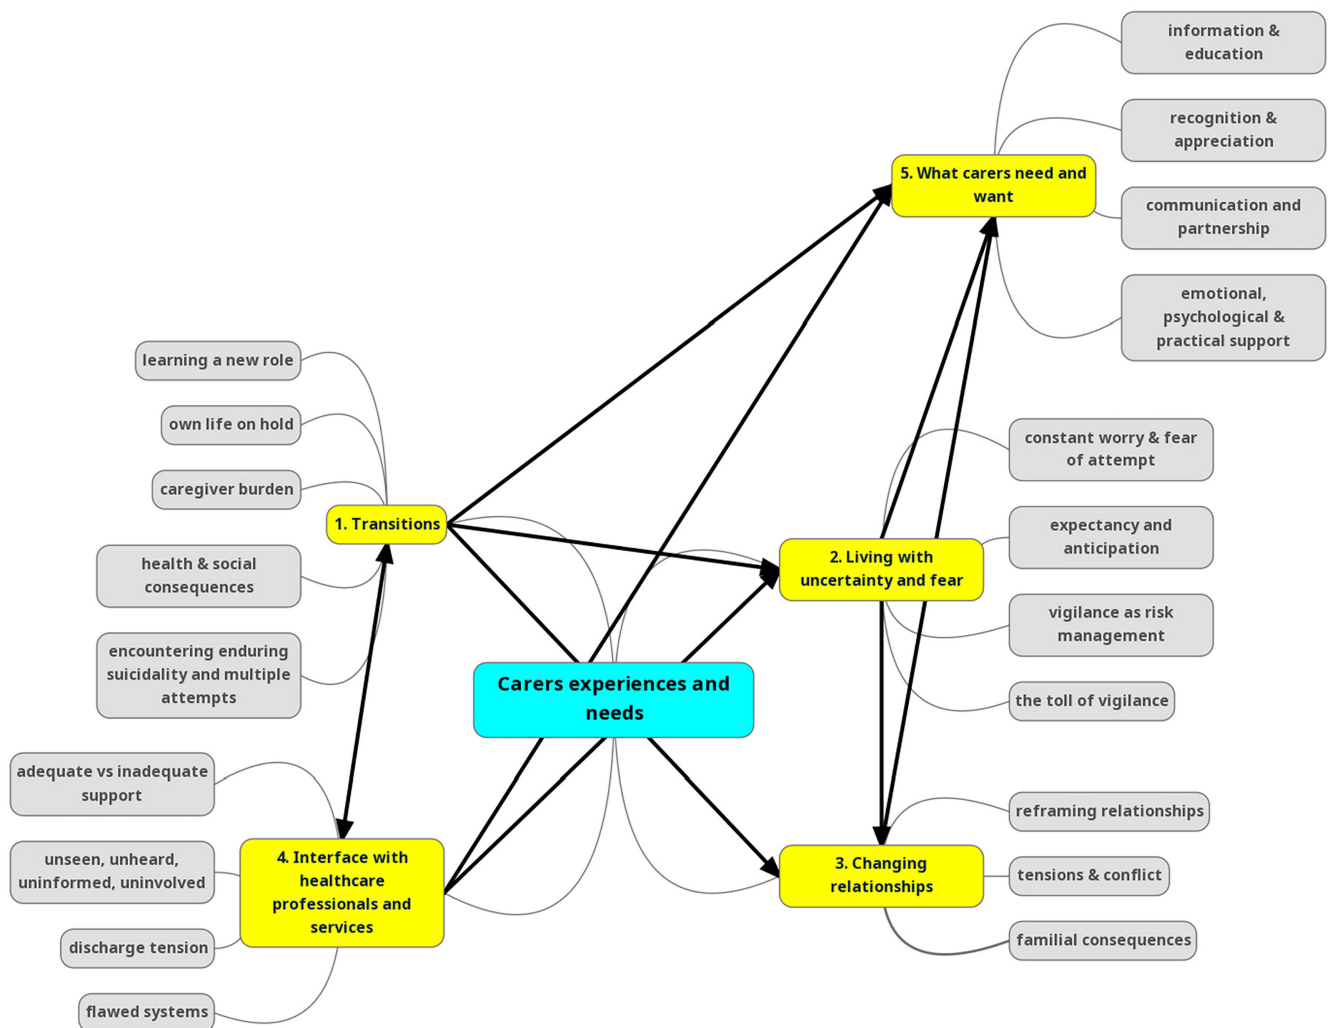 information &
education
recognition &
appreciation
5. What carers need and
want
communication and
partnership
emotional,
psychological &
practical support
learning a new role
own life on hold
caregiver burden
1. Transitions
health & social
consequences
encountering enduring
suicidality and multiple
attempts
constant worry & fear
of attempt
expectancy and
anticipation
2. Living with
uncertainty and fear
vigilance as risk
management
the toll of vigilance
Carers experiences and
needs
adequate vs inadequate
support
unseen, unheard,
uninformed, uninvolved
4. Interface with
healthcare
professionals and
services
discharge tension
flawed systems
reframing relationships
3. Changing
relationships
tensions & conflict
familial consequences